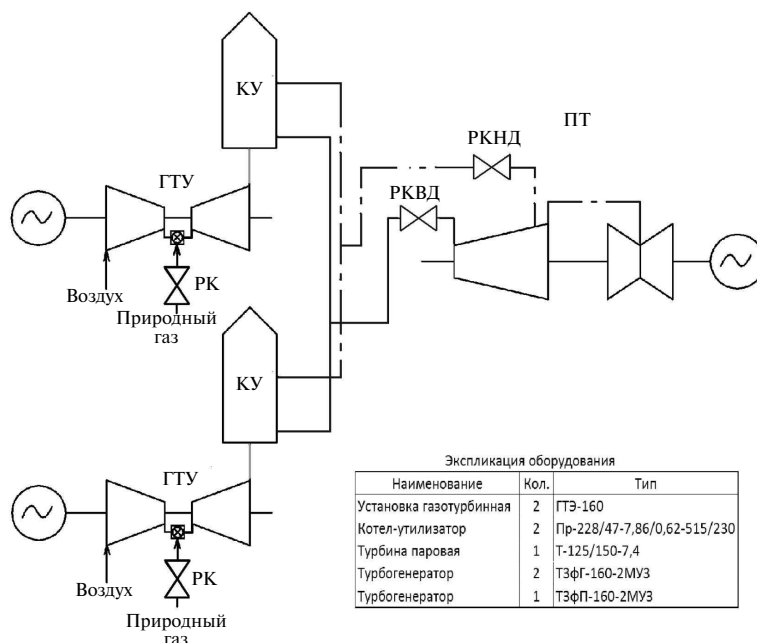 КУ
ПТ
РКНД
ГТУ
РКВД
Воздух
РК
Природный
газ
КУ
ГТУ
Воздух
РК
Природный
газ
Экспликация оборудования
Наименование Кол. Тип
Установка газотурбинная 2 ГТЭ-160
Котел-утилизатор 2 Пр-228/47-7,86/0,62-515/230
Турбина паровая 1 Т-125/150-7,4
Турбогенератор 2 ТЗфГ-160-2МУЗ
Турбогенератор 1 ТЗфП-160-2МУЗ